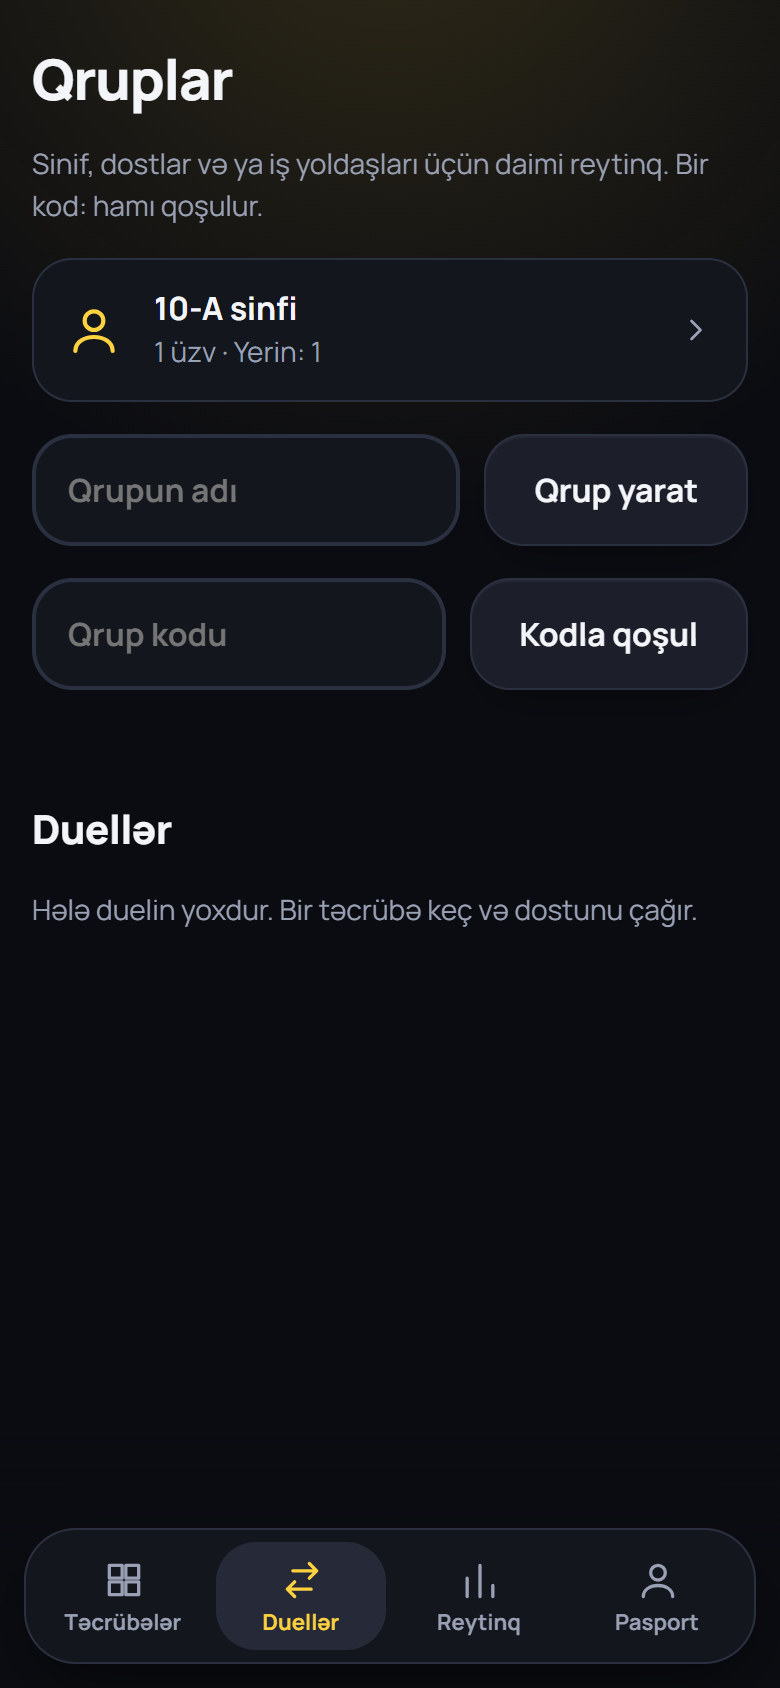 Qruplar
Sinif, dostlar və ya iş yoldaşları üçün daimi reytinq. Bir
kod: hamı qoşulur.
10-A sinfi
1 üzv · Yerin: 1
Qrupun adı
Qrup yarat
Qrup kodu
Kodla qoşul
Duellər
Hələ duelin yoxdur. Bir təcrübə keç və dostunu çağır.
Təcrübələr
Duellər
Reytinq
Pasport